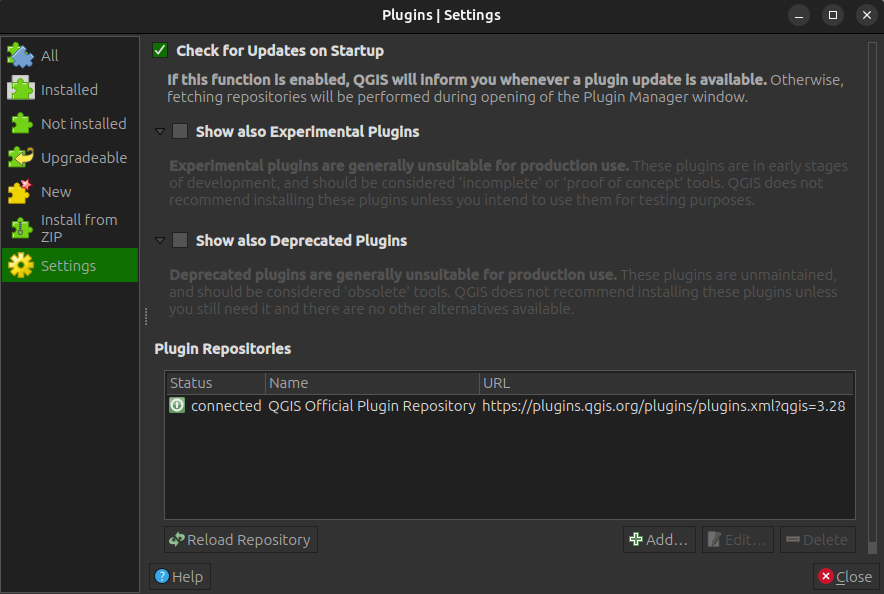 Plugins | Settings
All
Installed
Not installed
Upgradeable
New
Install from
ZIP
Settings
Check for Updates on Startup
If this function is enabled, QGIS will inform you whenever a plugin update is available. Otherwise,
fetching repositories will be performed during opening of the Plugin Manager window.
Show also Experimental Plugins
Experimental plugins are generally unsuitable for production use. These plugins are in early stages
of development, and should be considered 'incomplete' or 'proof of concept' tools. QGIS does not
recommend installing these plugins unless you intend to use them for testing purposes.
Show also Deprecated Plugins
Deprecated plugins are generally unsuitable for production use. These plugins are unmaintained,
and should be considered 'obsolete' tools. QGIS does not recommend installing these plugins unless
you still need it and there are no other alternatives available.
Plugin Repositories
Status Name URL
connected QGIS Official Plugin Repository https://plugins.qgis.org/plugins/plugins.xml?qgis=3.28
Reload Repository Add... Edit... Delete
Help Close